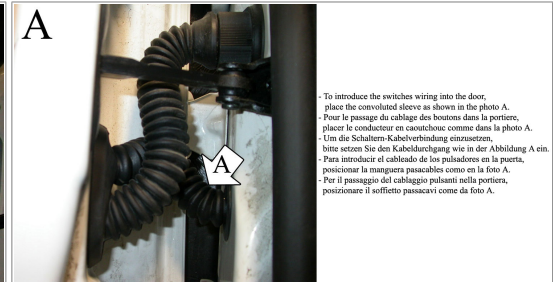 A
A
- To introduce the switches wiring into the door,
place the convoluted sleeve as shown in the photo A.
- Pour le passage du cablage des boutons dans la portiere,
placer le conducteur en caoutchouc comme dans la photo A.
- Um die Schaltern-Kabelverbindung einzusetzen,
bitte setzen Sie den Kabeldurchgang wie in der Abbildung A ein.
- Para introducir el cableado de los pulsadores en la puerta,
posicionar la manguera pasacables como en la foto A.
- Per il passaggio del cablaggio pulsanti nella portiera,
posizionare il soffietto passacavi come da foto A.